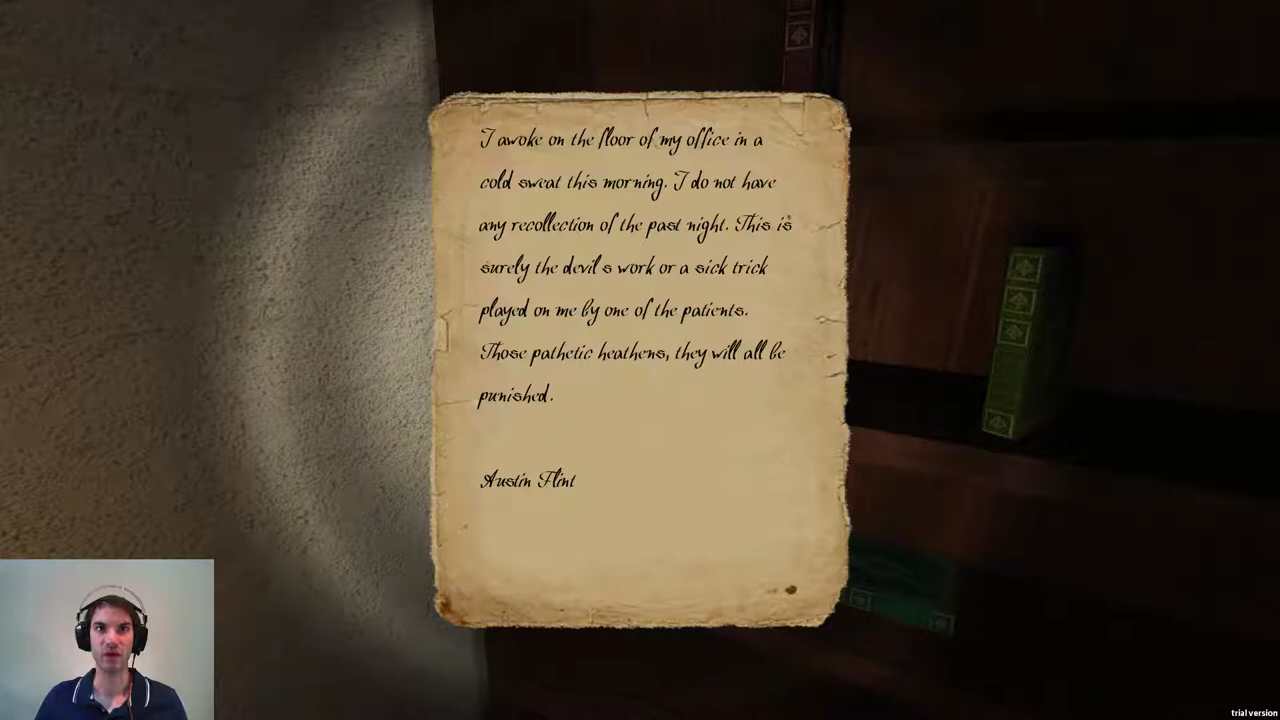 I awoke on the floor of my office in a
cold sweat this morning. I do not have
any recollection of the past night. This is
surely the devil s work or a sick trick
played on me by one of the patients.
Those pathetic heathens, they will all be
punished.
Austin Flint
trial version